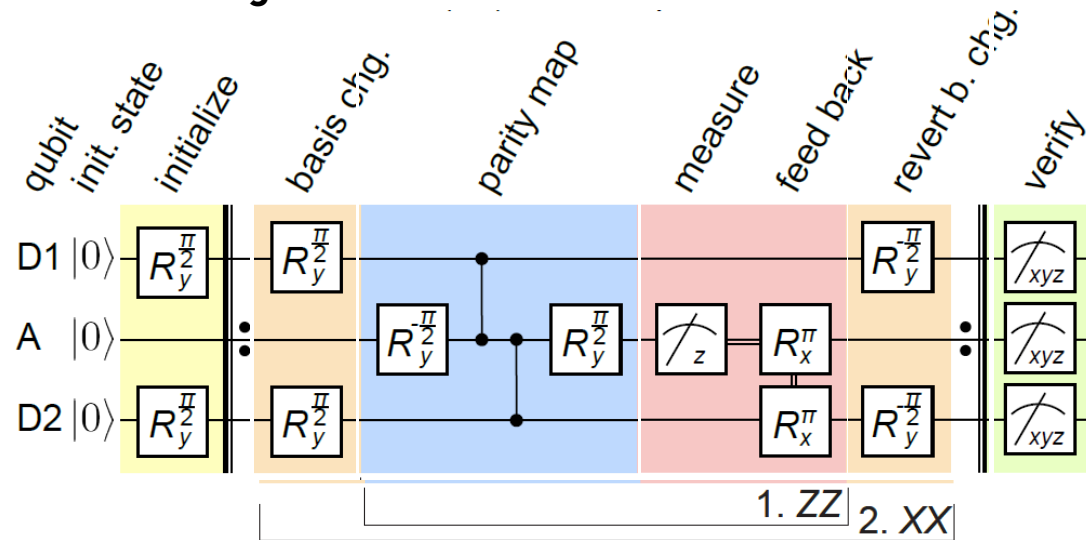 qubit
init. state
initialize
basis chg.
parity map
measure
feed back
revert b. chg.
verify
D1 |0⟩ R_y^{π/2} R_y^{π/2} R_y^{-π/2} xyz
A |0⟩ R_y^{-π/2} R_y^{π/2} z R_x^π xyz
D2 |0⟩ R_y^{π/2} R_y^{π/2} R_x^π R_y^{-π/2} xyz
1. ZZ
2. XX